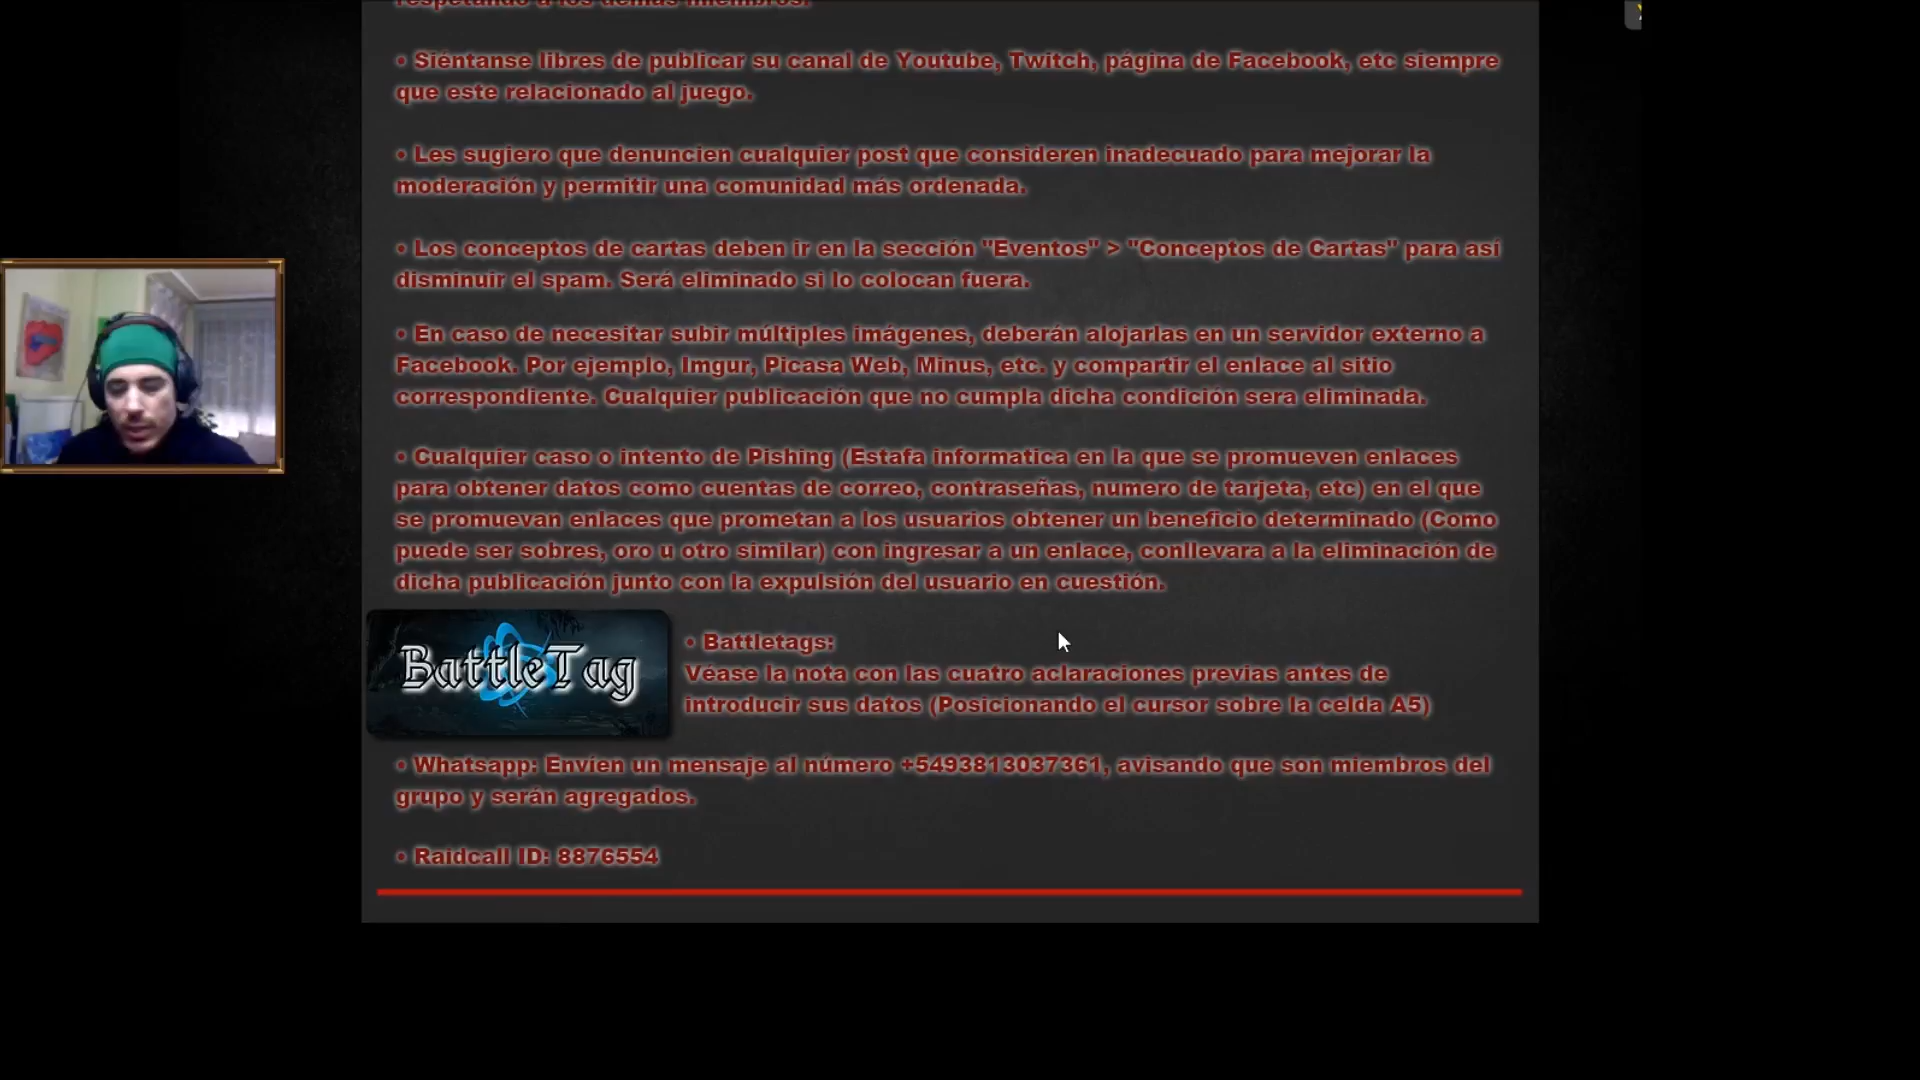 respetando a los demás miembros.
• Siéntanse libres de publicar su canal de Youtube, Twitch, página de Facebook, etc siempre
que este relacionado al juego.
• Les sugiero que denuncien cualquier post que consideren inadecuado para mejorar la
moderación y permitir una comunidad más ordenada.
• Los conceptos de cartas deben ir en la sección "Eventos" > "Conceptos de Cartas" para así
disminuir el spam. Será eliminado si lo colocan fuera.
• En caso de necesitar subir múltiples imágenes, deberán alojarlas en un servidor externo a
Facebook. Por ejemplo, Imgur, Picasa Web, Minus, etc. y compartir el enlace al sitio
correspondiente. Cualquier publicación que no cumpla dicha condición sera eliminada.
• Cualquier caso o intento de Pishing (Estafa informatica en la que se promueven enlaces
para obtener datos como cuentas de correo, contraseñas, numero de tarjeta, etc) en el que
se promuevan enlaces que prometan a los usuarios obtener un beneficio determinado (Como
puede ser sobres, oro u otro similar) con ingresar a un enlace, conllevara a la eliminación de
dicha publicación junto con la expulsión del usuario en cuestión.
BattleTag
• Battletags:
Véase la nota con las cuatro aclaraciones previas antes de
introducir sus datos (Posicionando el cursor sobre la celda A5)
• Whatsapp: Envíen un mensaje al número +5493813037361, avisando que son miembros del
grupo y serán agregados.
• Raidcall ID: 8876554